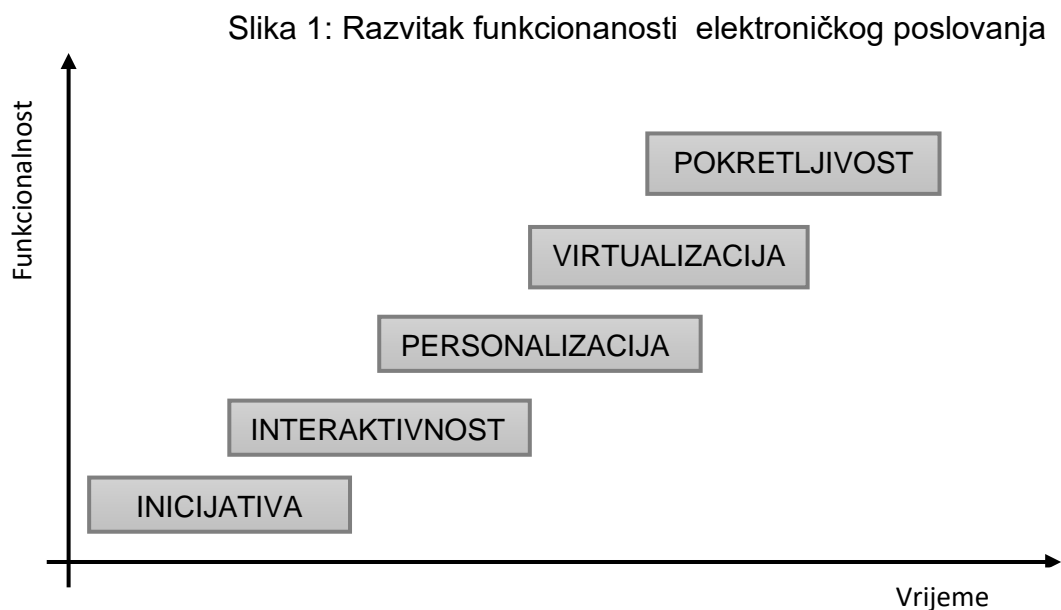 Slika 1: Razvitak funkcionanosti  elektroničkog poslovanja
Funkcionalnost
POKRETLJIVOST
VIRTUALIZACIJA
PERSONALIZACIJA
INTERAKTIVNOST
INICIJATIVA
Vrijeme